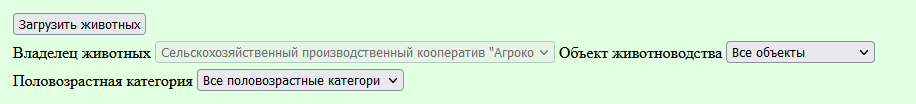 Загрузить животных
Владелец животных Сельскохозяйственный производственный кооператив "Агроко Объект животноводства Все объекты
Половозрастная категория Все половозрастные категори